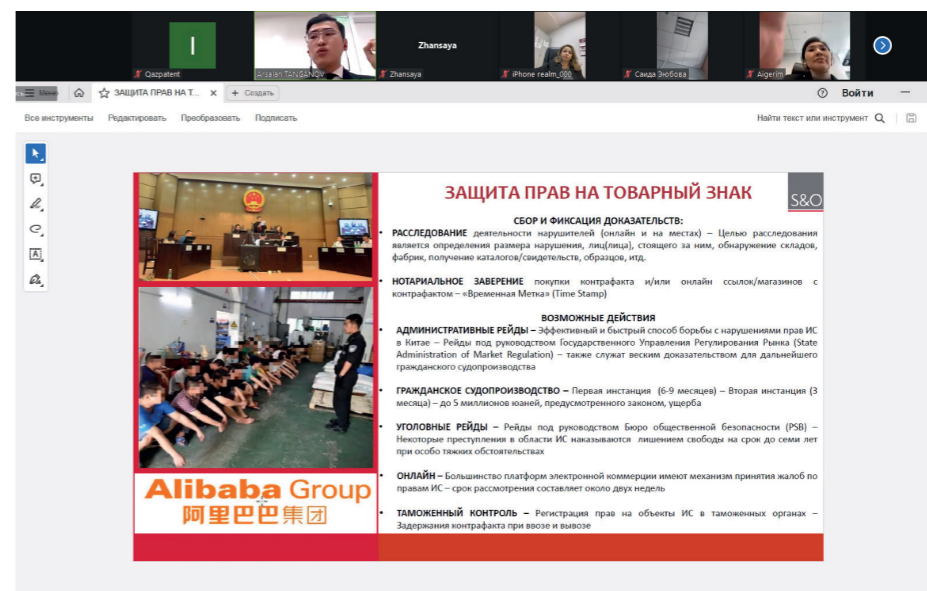 I
Zhansaya
Qazpatent
Arsalan TANGANOV
Zhansaya
iPhone realm_000
Саида Зюбова
Aigerim
Меню
ЗАЩИТА ПРАВ НА Т...
Создать
Войти
Все инструменты Редактировать Преобразовать Подписать
Найти текст или инструмент
ЗАЩИТА ПРАВ НА ТОВАРНЫЙ ЗНАК
S&O
СБОР И ФИКСАЦИЯ ДОКАЗАТЕЛЬСТВ:
• РАССЛЕДОВАНИЕ деятельности нарушителей (онлайн и на местах) – Целью расследования
является определения размера нарушения, лиц(лица), стоящего за ним, обнаружение складов,
фабрик, получение каталогов/свидетельств, образцов, итд.
• НОТАРИАЛЬНОЕ ЗАВЕРЕНИЕ покупки контрафакта и/или онлайн ссылок/магазинов с
контрафактом – «Временная Метка» (Time Stamp)
ВОЗМОЖНЫЕ ДЕЙСТВИЯ
• АДМИНИСТРАТИВНЫЕ РЕЙДЫ – Эффективный и быстрый способ борьбы с нарушениями прав ИС
в Китае – Рейды под руководством Государственного Управления Регулирования Рынка (State
Administration of Market Regulation) – также служат веским доказательством для дальнейшего
гражданского судопроизводства
• ГРАЖДАНСКОЕ СУДОПРОИЗВОДСТВО – Первая инстанция (6-9 месяцев) – Вторая инстанция (3
месяца) – до 5 миллионов юаней, предусмотренного законом, ущерба
• УГОЛОВНЫЕ РЕЙДЫ – Рейды под руководством Бюро общественной безопасности (PSB) –
Некоторые преступления в области ИС наказываются лишением свободы на срок до семи лет
при особо тяжких обстоятельствах
• ОНЛАЙН – Большинство платформ электронной коммерции имеют механизм принятия жалоб по
правам ИС – срок рассмотрения составляет около двух недель
• ТАМОЖЕННЫЙ КОНТРОЛЬ – Регистрация прав на объекты ИС в таможенных органах –
Задержания контрафакта при ввозе и вывозе
Alibaba Group
阿里巴巴集团